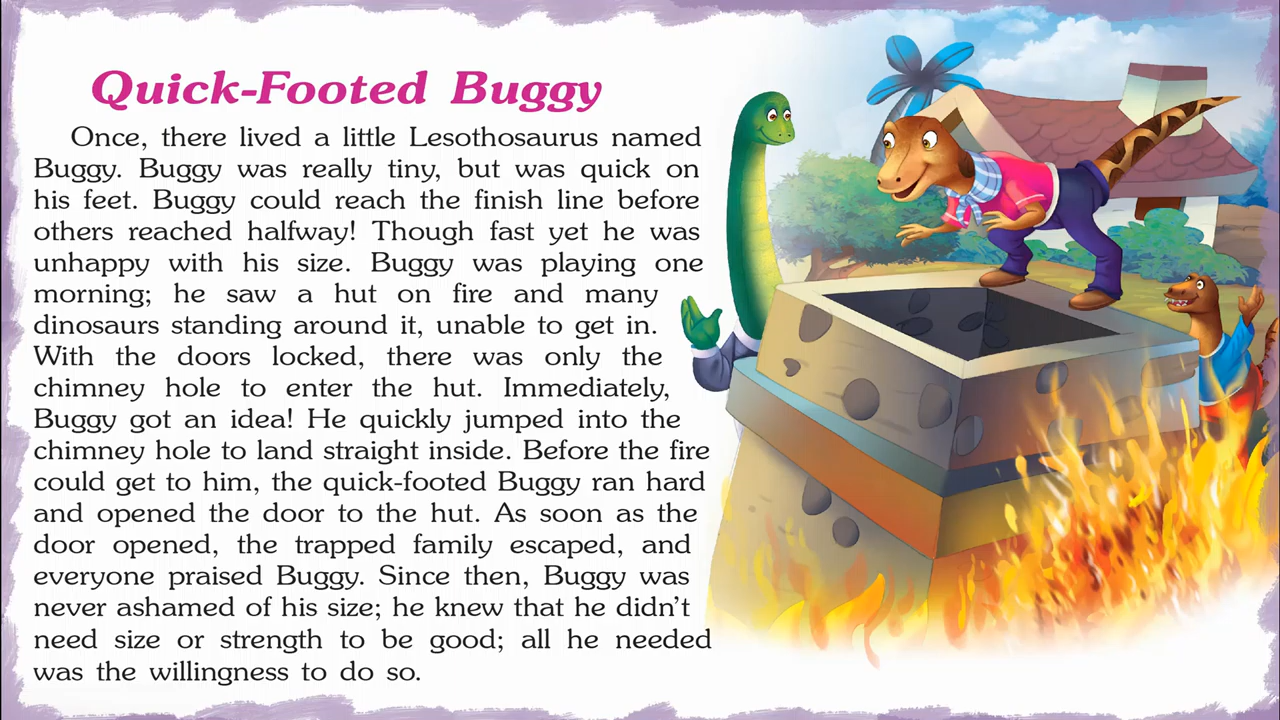 Quick-Footed Buggy
Once, there lived a little Lesothosaurus named
Buggy. Buggy was really tiny, but was quick on
his feet. Buggy could reach the finish line before
others reached halfway! Though fast yet he was
unhappy with his size. Buggy was playing one
morning; he saw a hut on fire and many
dinosaurs standing around it, unable to get in.
With the doors locked, there was only the
chimney hole to enter the hut. Immediately,
Buggy got an idea! He quickly jumped into the
chimney hole to land straight inside. Before the fire
could get to him, the quick-footed Buggy ran hard
and opened the door to the hut. As soon as the
door opened, the trapped family escaped, and
everyone praised Buggy. Since then, Buggy was
never ashamed of his size; he knew that he didn't
need size or strength to be good; all he needed
was the willingness to do so.